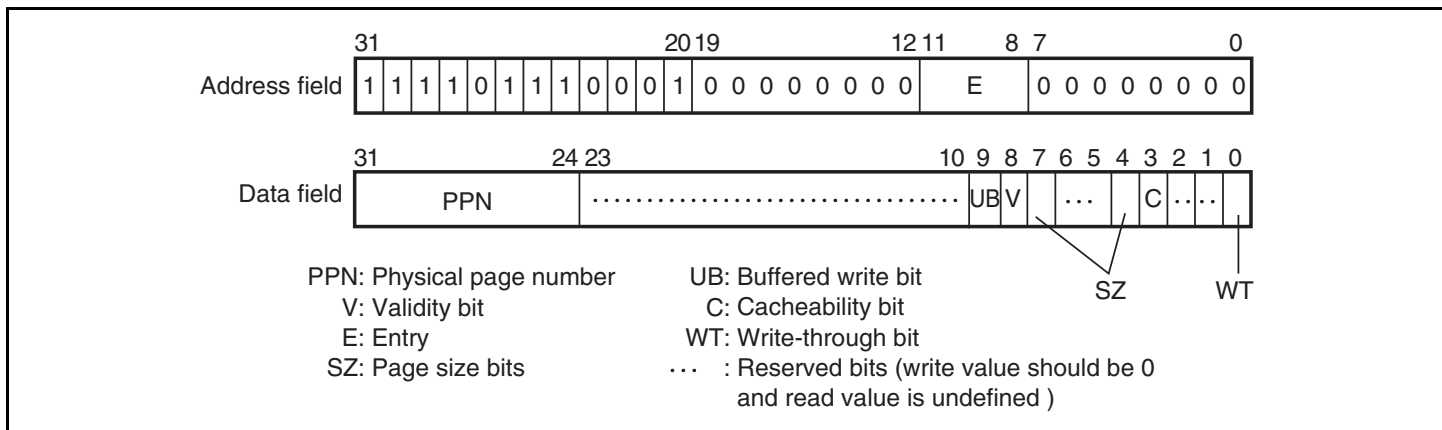 31 20 19 12 11 8 7 0
Address field 1 1 1 1 0 1 1 1 0 0 0 1 0 0 0 0 0 0 0 0 E 0 0 0 0 0 0 0 0
31 24 23 10 9 8 7 6 5 4 3 2 1 0
Data field PPN ................................... UB V ... C .. ..
SZ WT
PPN: Physical page number UB: Buffered write bit
V: Validity bit C: Cacheability bit
E: Entry WT: Write-through bit
SZ: Page size bits ... : Reserved bits (write value should be 0
and read value is undefined )